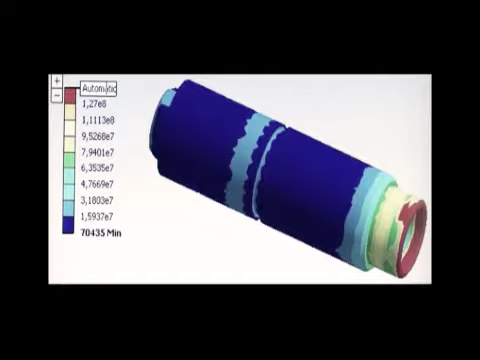 +
−
Automatic
1,27e8
1,1113e8
9,5268e7
7,9401e7
6,3535e7
4,7669e7
3,1803e7
1,5937e7
70435 Min